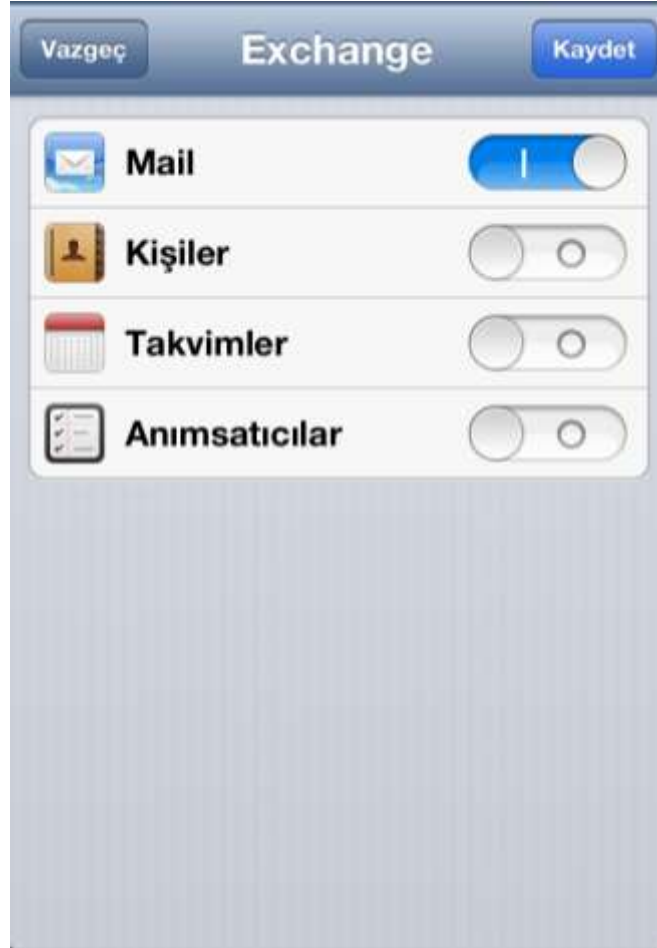 Vazgeç Exchange Kaydet
Mail
Kişiler
Takvimler
Anımsatıcılar